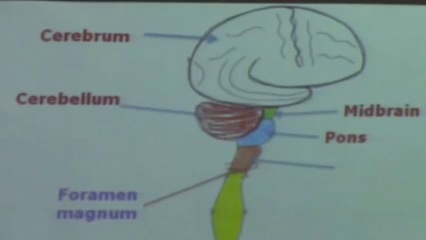 Cerebrum
Cerebellum
Midbrain
Pons
Foramen
magnum